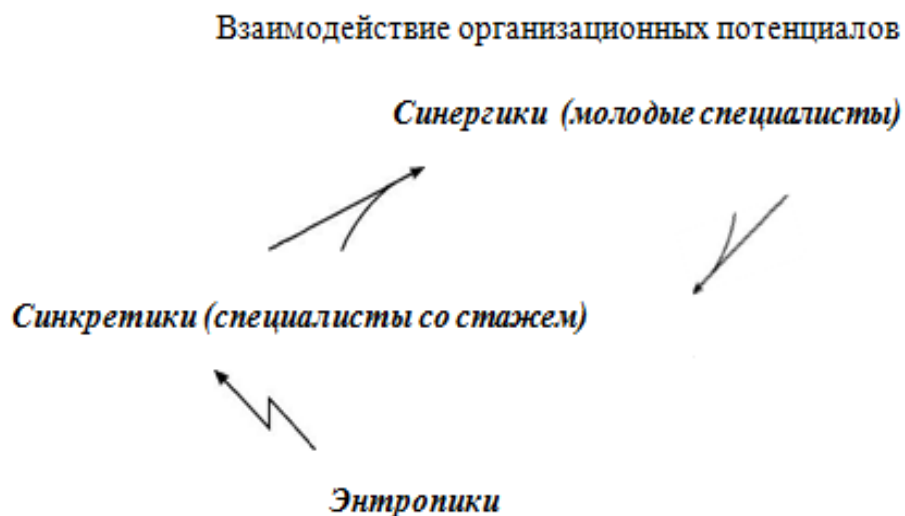 Взаимодействие организационных потенциалов
Синергики (молодые специалисты)
Синкретики (специалисты со стажем)
Энтропики